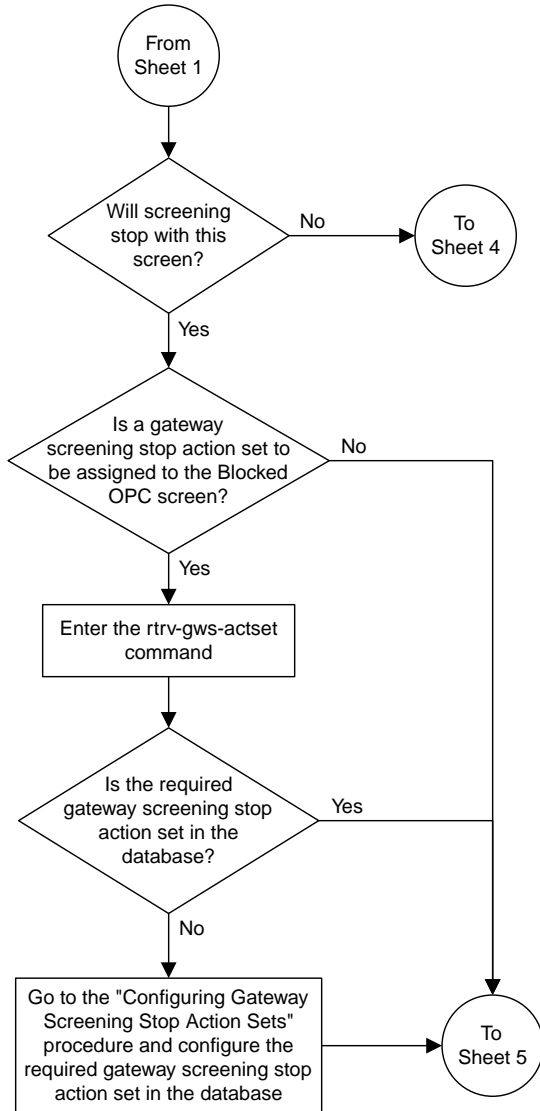 From
Sheet 1
Will screening
stop with this
screen?
No
To
Sheet 4
Yes
Is a gateway
screening stop action set to
be assigned to the Blocked
OPC screen?
No
Yes
Enter the rtrv-gws-actset
command
Is the required
gateway screening stop
action set in the
database?
Yes
No
Go to the "Configuring Gateway
Screening Stop Action Sets"
procedure and configure the
required gateway screening stop
action set in the database
To
Sheet 5